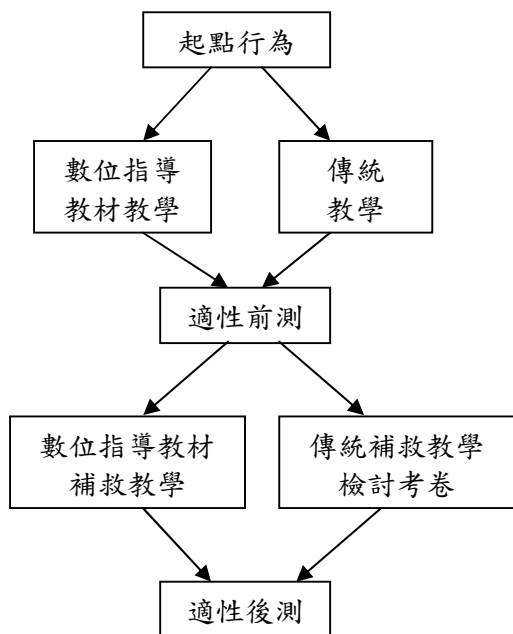 起點行為
數位指導
教材教學
傳統
教學
適性前測
數位指導教材
補救教學
傳統補救教學
檢討考卷
適性後測